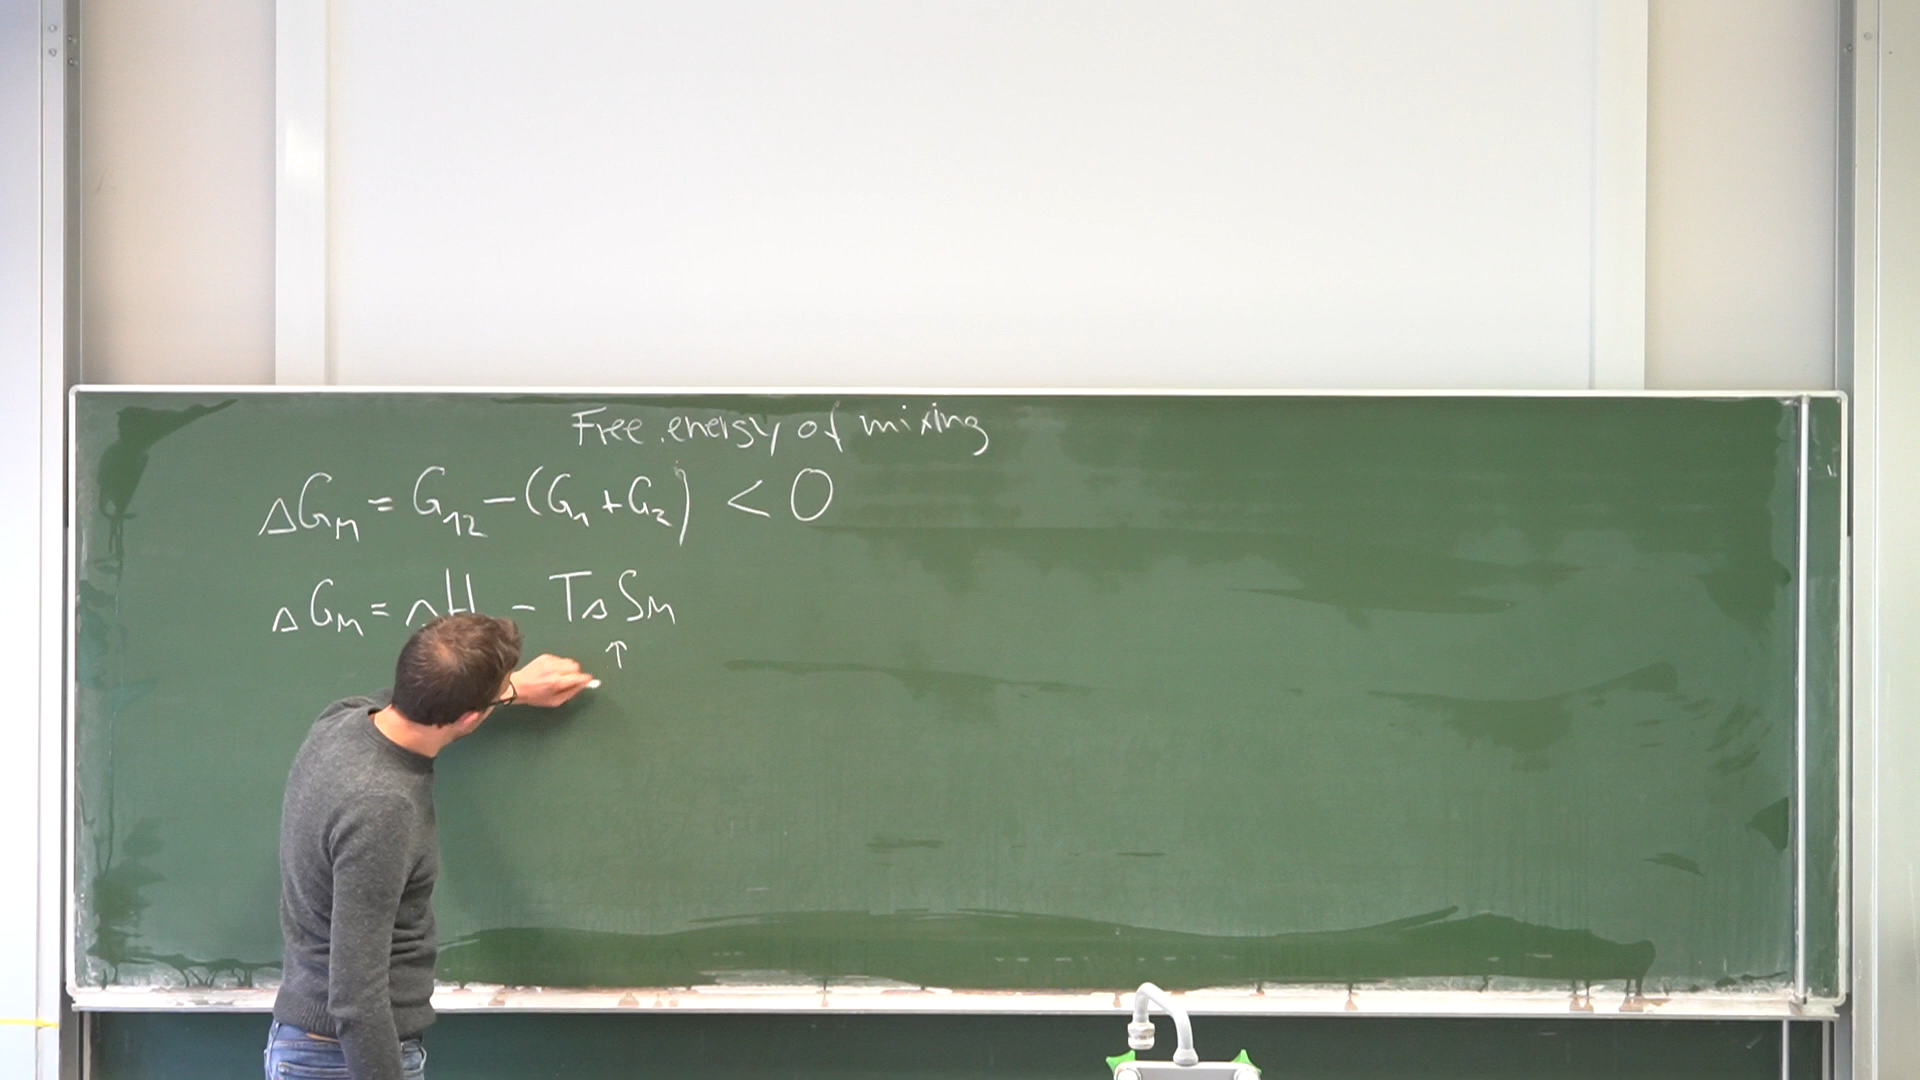 Free energy of mixing
ΔG_M = G_12 - (G_1 + G_2) < 0
ΔG_M = ΔH - TΔS_M
↑